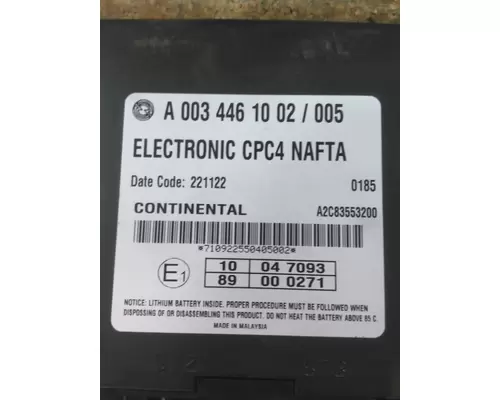 A 003 446 10 02 / 005
ELECTRONIC CPC4 NAFTA
Date Code: 221122 0185
CONTINENTAL A2C83553200
*710922550405002*
E1 10 04 7093
89 00 0271
NOTICE: LITHIUM BATTERY INSIDE. PROPER PROCEDURE MUST BE FOLLOWED WHEN
DISPOSSING OF OR DISASSEMBLING THIS PRODUCT. DO NOT HEAT THE BATTERY ABOVE 85 C.
MADE IN MALAYSIA